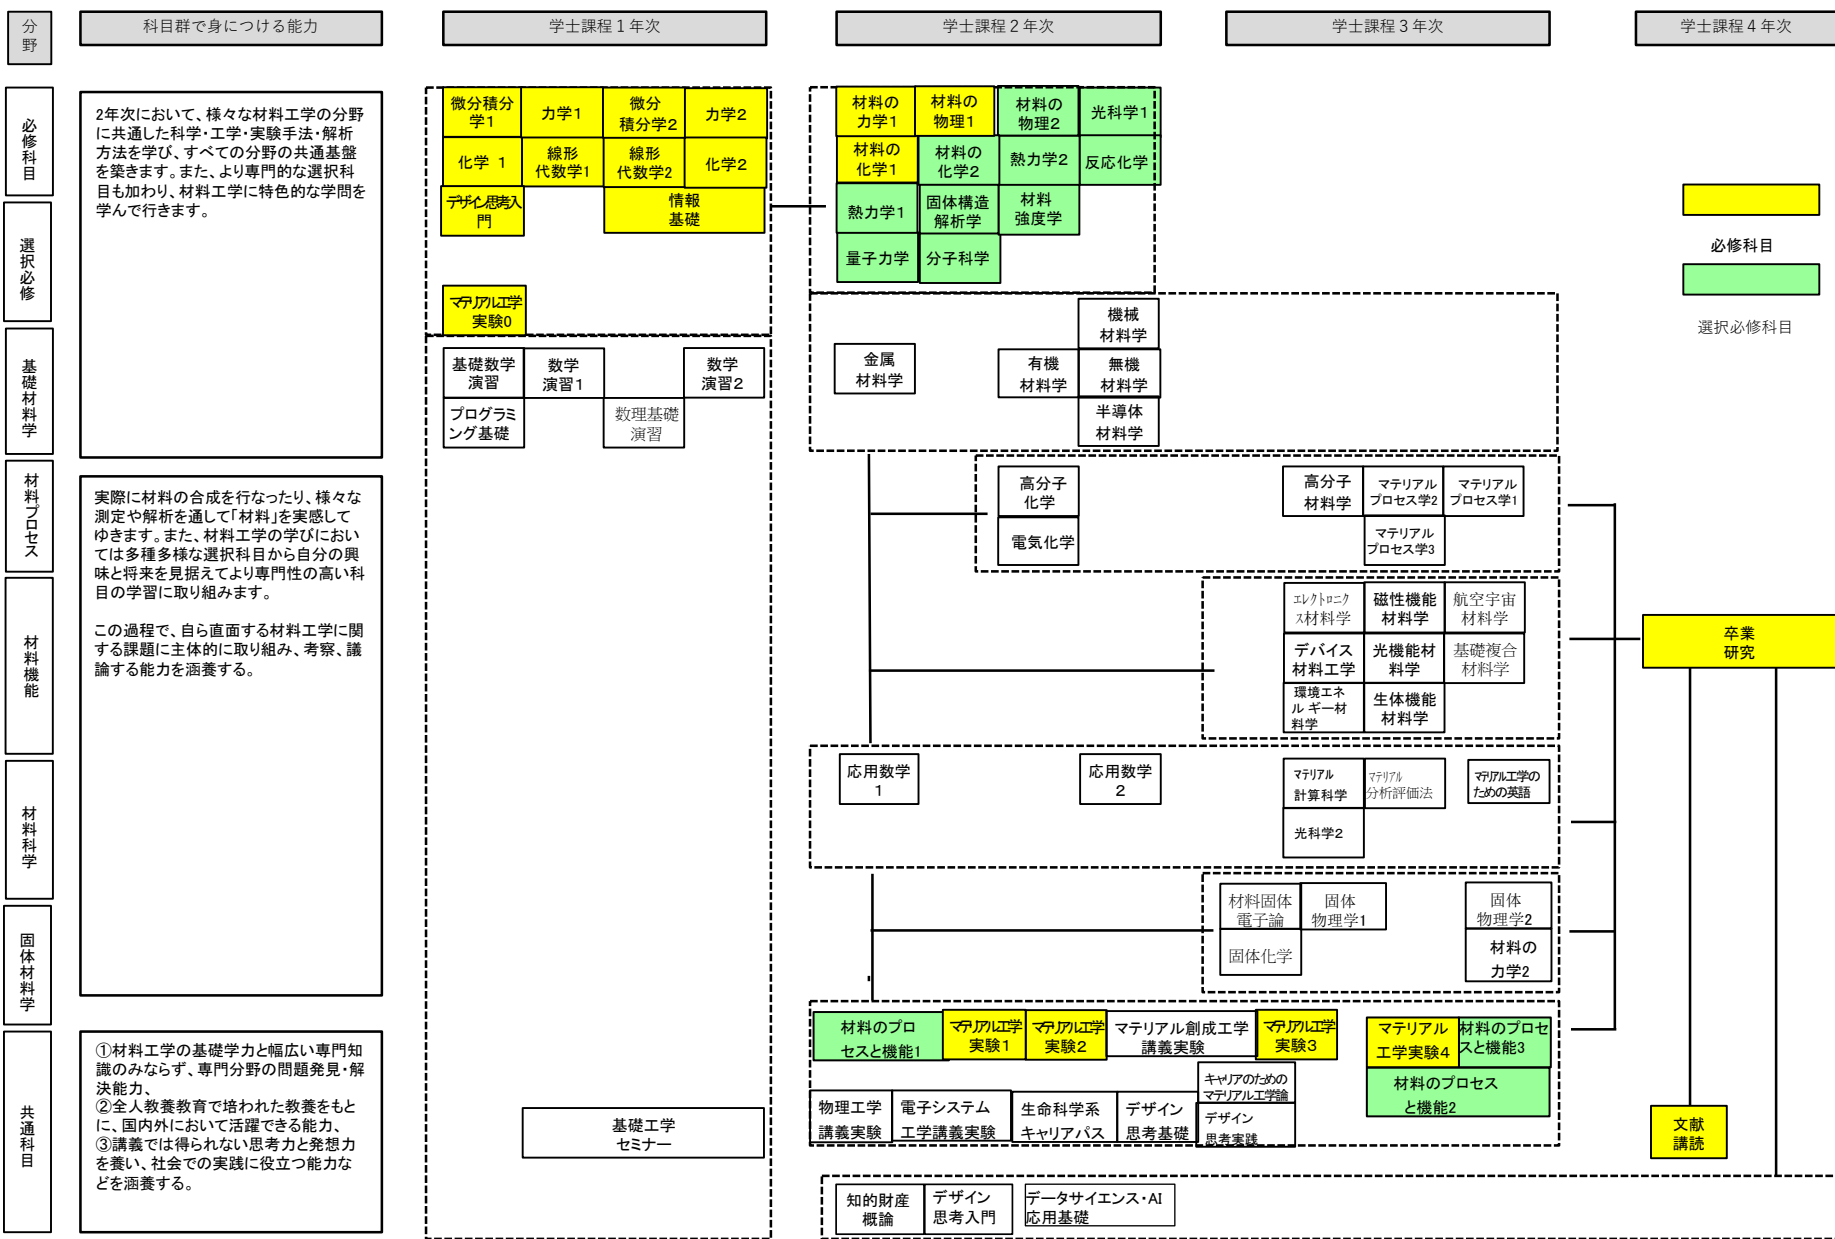 分
野
科目群で身につける能力
学士課程１年次
学士課程２年次
学士課程３年次
学士課程４年次
必修科目
選択必修
基礎材料学
材料プロセス
材料機能
材料科学
固体材料学
共通科目
2年次において、様々な材料工学の分野
に共通した科学・工学・実験手法・解析
方法を学び、すべての分野の共通基盤
を築きます。また、より専門的な選択科
目も加わり、材料工学に特色的な学問を
学んで行きます。
実際に材料の合成を行なったり、様々な
測定や解析を通して「材料」を実感して
ゆきます。また、材料工学の学びにおい
ては多種多様な選択科目から自分の興
味と将来を見据えてより専門性の高い科
目の学習に取り組みます。
この過程で、自ら直面する材料工学に関
する課題に主体的に取り組み、考察、議
論する能力を涵養する。
①材料工学の基礎学力と幅広い専門知
識のみならず、専門分野の問題発見・解
決能力、
②全人教養教育で培われた教養をもと
に、国内外において活躍できる能力、
③講義では得られない思考力と発想力
を養い、社会での実践に役立つ能力な
どを涵養する。
微分積分
学1
力学1
微分
積分学2
力学2
化学 1
線形
代数学1
線形
代数学2
化学2
デザイン思考入
門
情報
基礎
マテリアル工学
実験0
基礎数学
演習
数学
演習1
数学
演習2
プログラミ
ング基礎
数理基礎
演習
基礎工学
セミナー
材料の
力学1
材料の
物理1
材料の
物理2
光科学1
材料の
化学1
材料の
化学2
熱力学2
反応化学
熱力学1
固体構造
解析学
材料
強度学
量子力学
分子科学
金属
材料学
有機
材料学
機械
材料学
無機
材料学
半導体
材料学
高分子
化学
電気化学
高分子
材料学
マテリアル
プロセス学2
マテリアル
プロセス学1
マテリアル
プロセス学3
エレクトロニク
ス材料学
磁性機能
材料学
航空宇宙
材料学
デバイス
材料工学
光機能材
料学
基礎複合
材料学
環境エネ
ル ギー材
料学
生体機能
材料学
応用数学
1
応用数学
2
マテリアル
計算科学
マテリアル
分析評価法
マテリアル工学の
ための英語
光科学2
材料固体
電子論
固体
物理学1
固体
物理学2
固体化学
材料の
力学2
材料のプロ
セスと機能1
マテリアル工学
実験1
マテリアル工学
実験2
マテリアル創成工学
講義実験
マテリアル工学
実験3
マテリアル
工学実験4
材料のプロセ
スと機能3
材料のプロセス
と機能2
物理工学
講義実験
電子システム
工学講義実験
生命科学系
キャリアパス
デザイン
思考基礎
キャリアのための
マテリアル工学論
デザイン
思考実践
知的財産
概論
デザイン
思考入門
データサイエンス・AI
応用基礎
必修科目
選択必修科目
卒業
研究
文献
講読